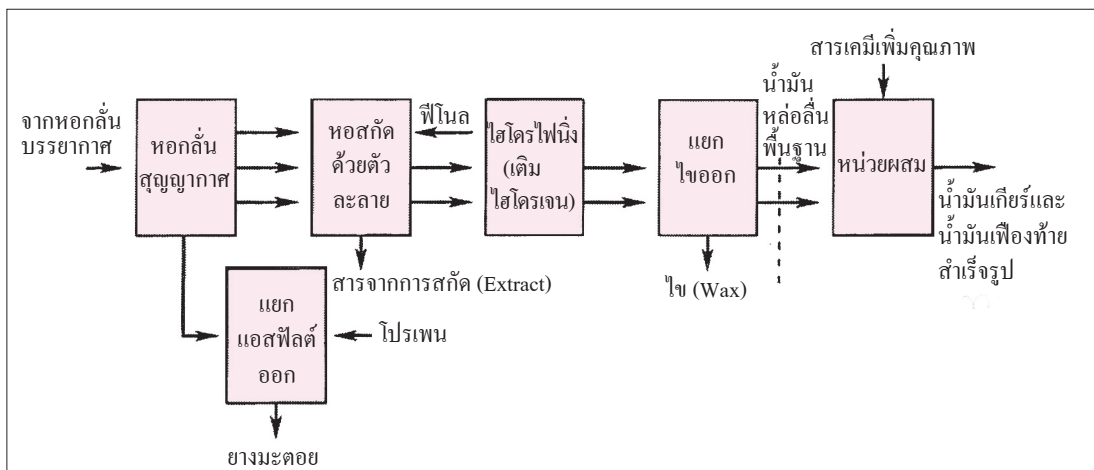 สารเคมีเพิ่มคุณภาพ
จากหอกลั่น
บรรยากาศ
หอกลั่น
สุญญากาศ
หอสกัด
ด้วยตัว
ละลาย
ฟีโนล
ไฮโดรไฟนิ่ง
(เติม
ไฮโดรเจน)
แยก
ไขออก
น้ำมัน
หล่อลื่น
พื้นฐาน
หน่วยผสม
น้ำมันเกียร์และ
น้ำมันเฟืองท้าย
สำเร็จรูป
สารจากการสกัด (Extract)
ไข (Wax)
แยก
แอสฟัลต์
ออก
โปรเพน
ยางมะตอย